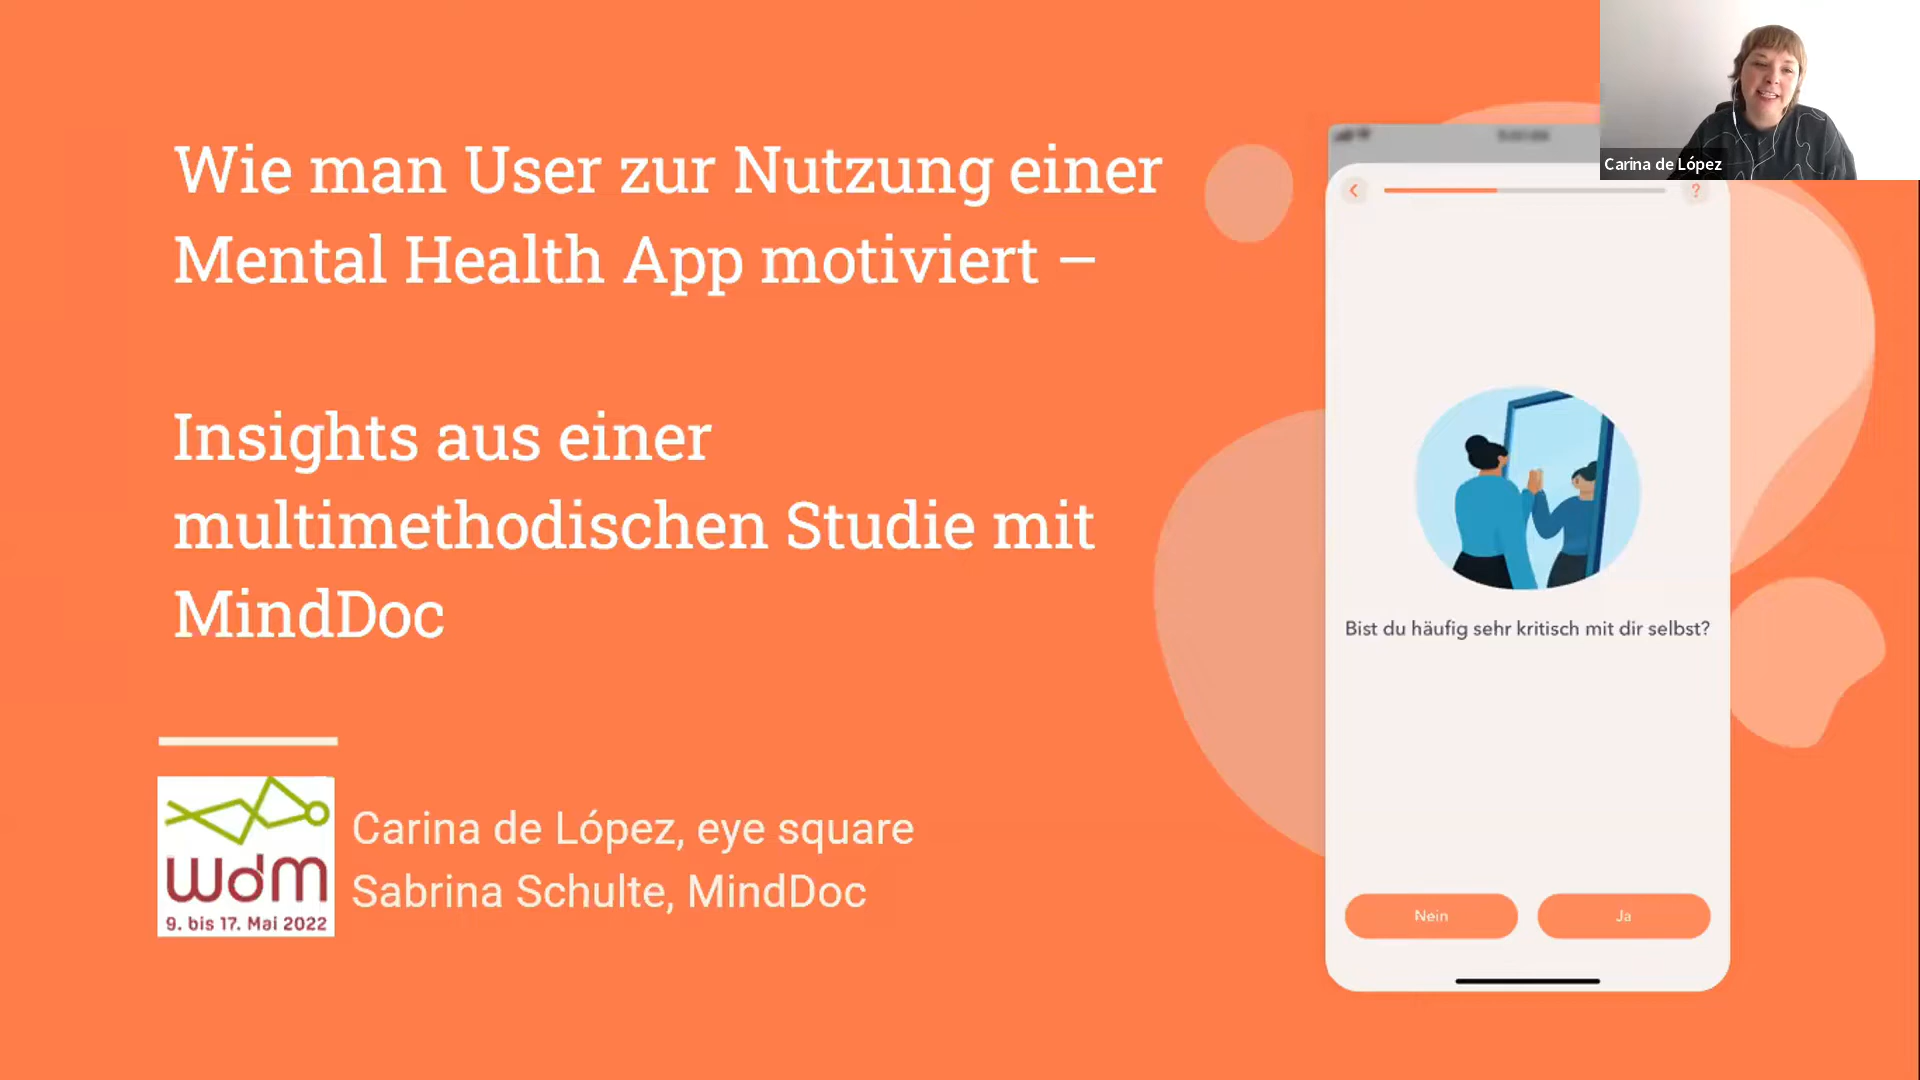 Wie man User zur Nutzung einer
Mental Health App motiviert –
Insights aus einer
multimethodischen Studie mit
MindDoc
wdm
9. bis 17. Mai 2022
Carina de López, eye square
Sabrina Schulte, MindDoc
Carina de López
?
Bist du häufig sehr kritisch mit dir selbst?
Nein
Ja